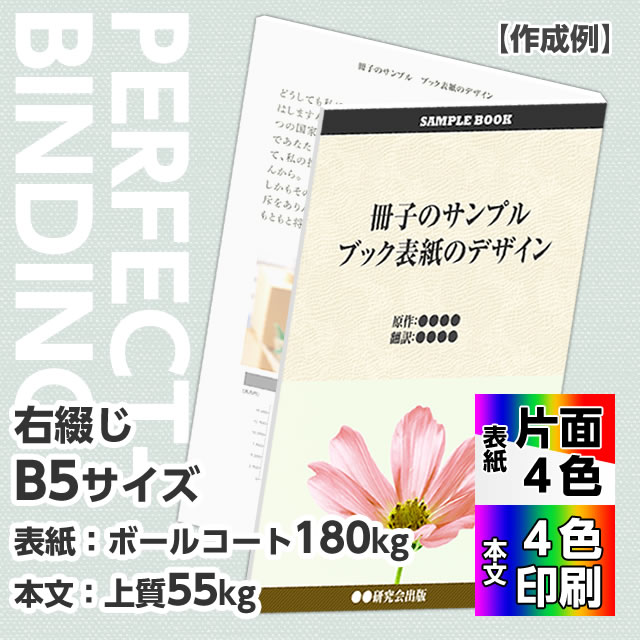 PERFECT
BINDING
【作成例】
冊子のサンプル ブック表紙のデザイン
どうしても私
はします
つの国家
であなた
て、私の
んから。
しかもその
斥をあり
もともと将
SAMPLE BOOK
冊子のサンプル
ブック表紙のデザイン
原作:●●●●
翻訳:●●●●
●●研究会出版
右綴じ
B5サイズ
表紙：ボールコート180kg
本文：上質55kg
表紙
片面
4色
本文
4色
印刷